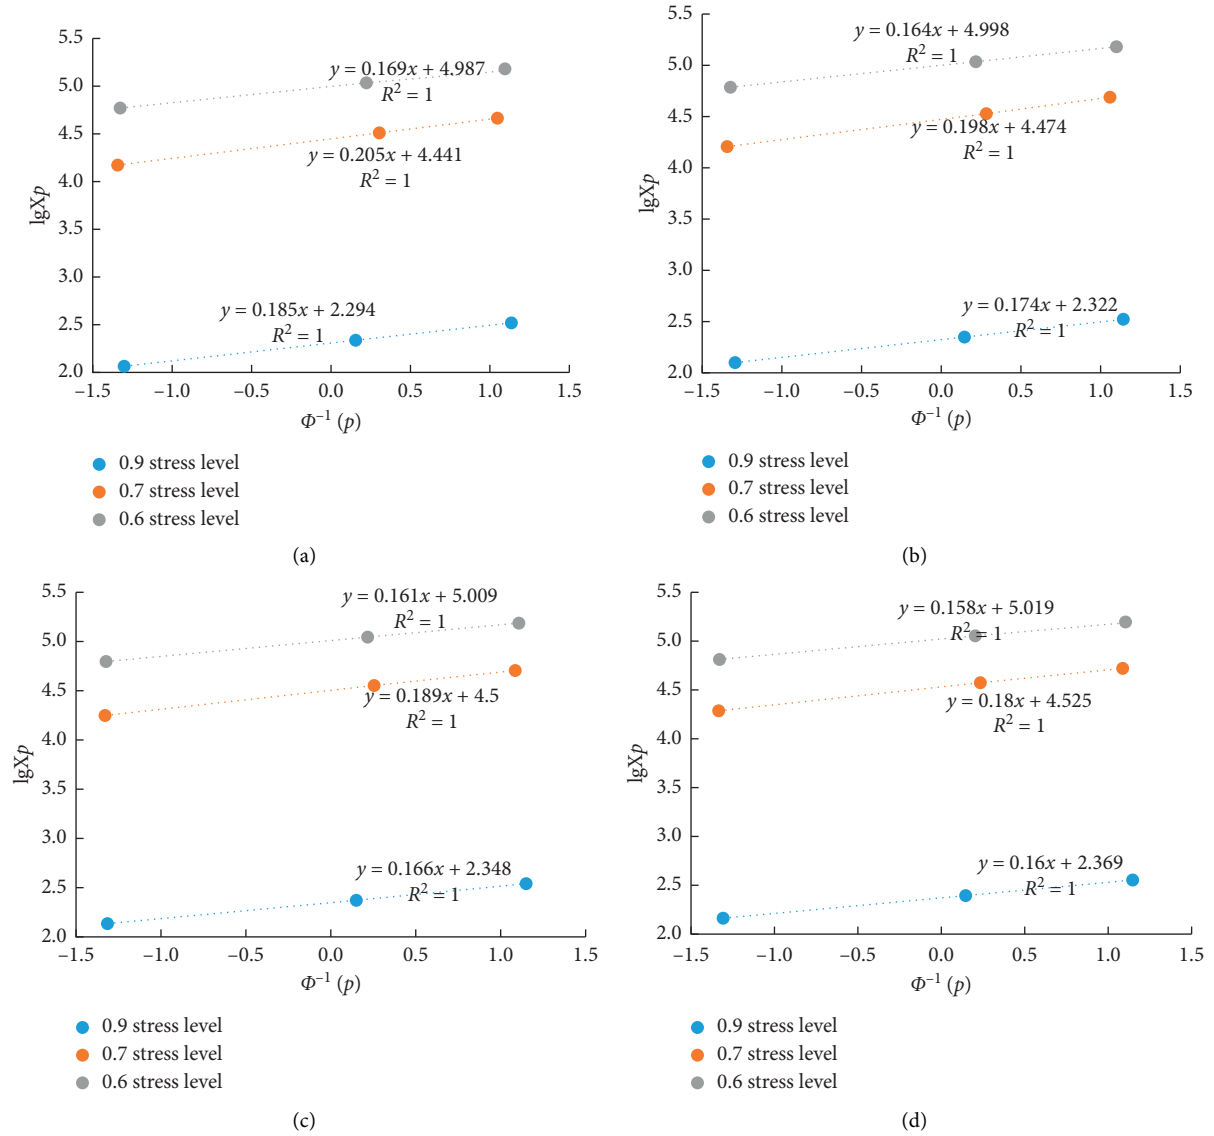 5.5
5.0
4.5
4.0
3.5
3.0
2.5
2.0
lgXp
y = 0.169x + 4.987
R² = 1
y = 0.205x + 4.441
R² = 1
y = 0.185x + 2.294
R² = 1
−1.5 −1.0 −0.5 0.0 0.5 1.0 1.5
Φ⁻¹ (p)
0.9 stress level
0.7 stress level
0.6 stress level
(a)
5.5
5.0
4.5
4.0
3.5
3.0
2.5
2.0
lgXp
y = 0.164x + 4.998
R² = 1
y = 0.198x + 4.474
R² = 1
y = 0.174x + 2.322
R² = 1
−1.5 −1.0 −0.5 0.0 0.5 1.0 1.5
Φ⁻¹ (p)
0.9 stress level
0.7 stress level
0.6 stress level
(b)
5.5
5.0
4.5
4.0
3.5
3.0
2.5
2.0
lgXp
y = 0.161x + 5.009
R² = 1
y = 0.189x + 4.5
R² = 1
y = 0.166x + 2.348
R² = 1
−1.5 −1.0 −0.5 0.0 0.5 1.0 1.5
Φ⁻¹ (p)
0.9 stress level
0.7 stress level
0.6 stress level
(c)
5.5
5.0
4.5
4.0
3.5
3.0
2.5
2.0
lgXp
y = 0.158x + 5.019
R² = 1
y = 0.18x + 4.525
R² = 1
y = 0.16x + 2.369
R² = 1
−1.5 −1.0 −0.5 0.0 0.5 1.0 1.5
Φ⁻¹ (p)
0.9 stress level
0.7 stress level
0.6 stress level
(d)